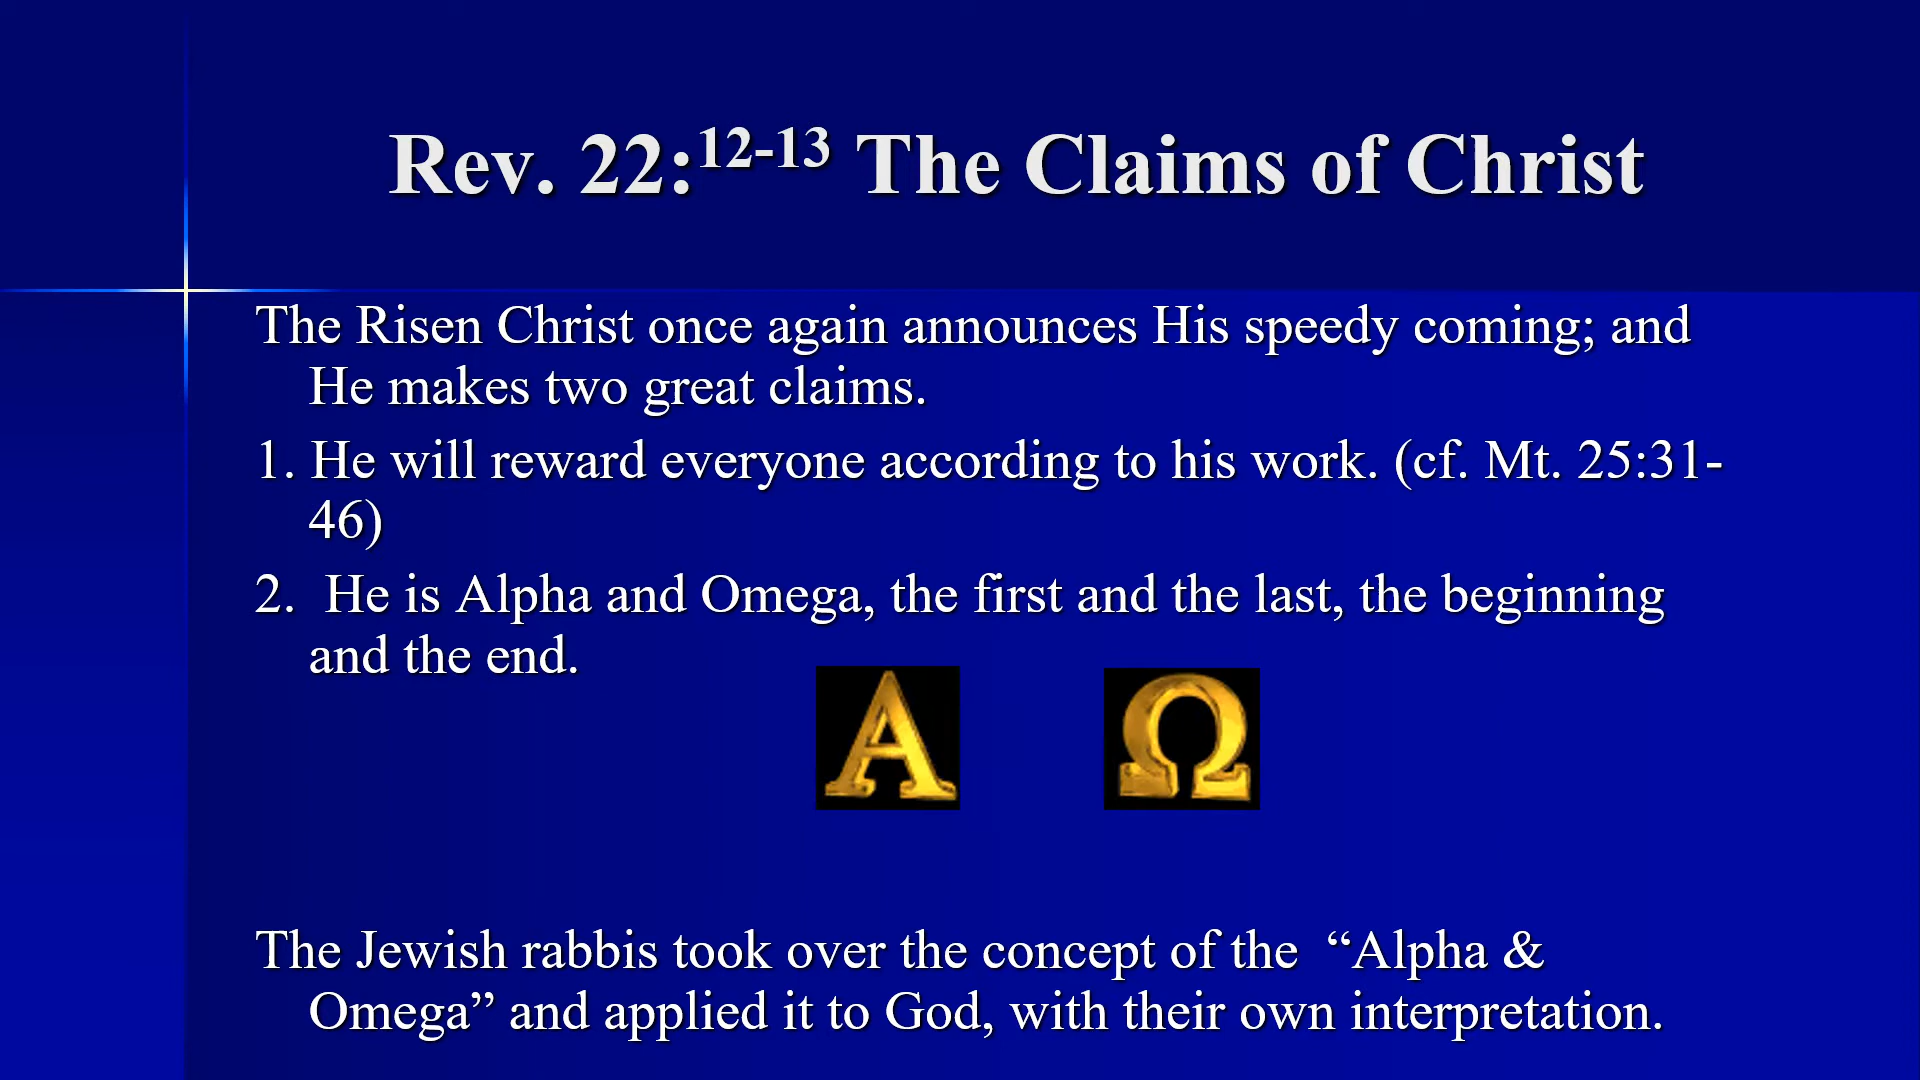 Rev. 22:12-13 The Claims of Christ
The Risen Christ once again announces His speedy coming; and
He makes two great claims.
1. He will reward everyone according to his work. (cf. Mt. 25:31-
46)
2.  He is Alpha and Omega, the first and the last, the beginning
and the end.
Α Ω
The Jewish rabbis took over the concept of the  “Alpha &
Omega” and applied it to God, with their own interpretation.